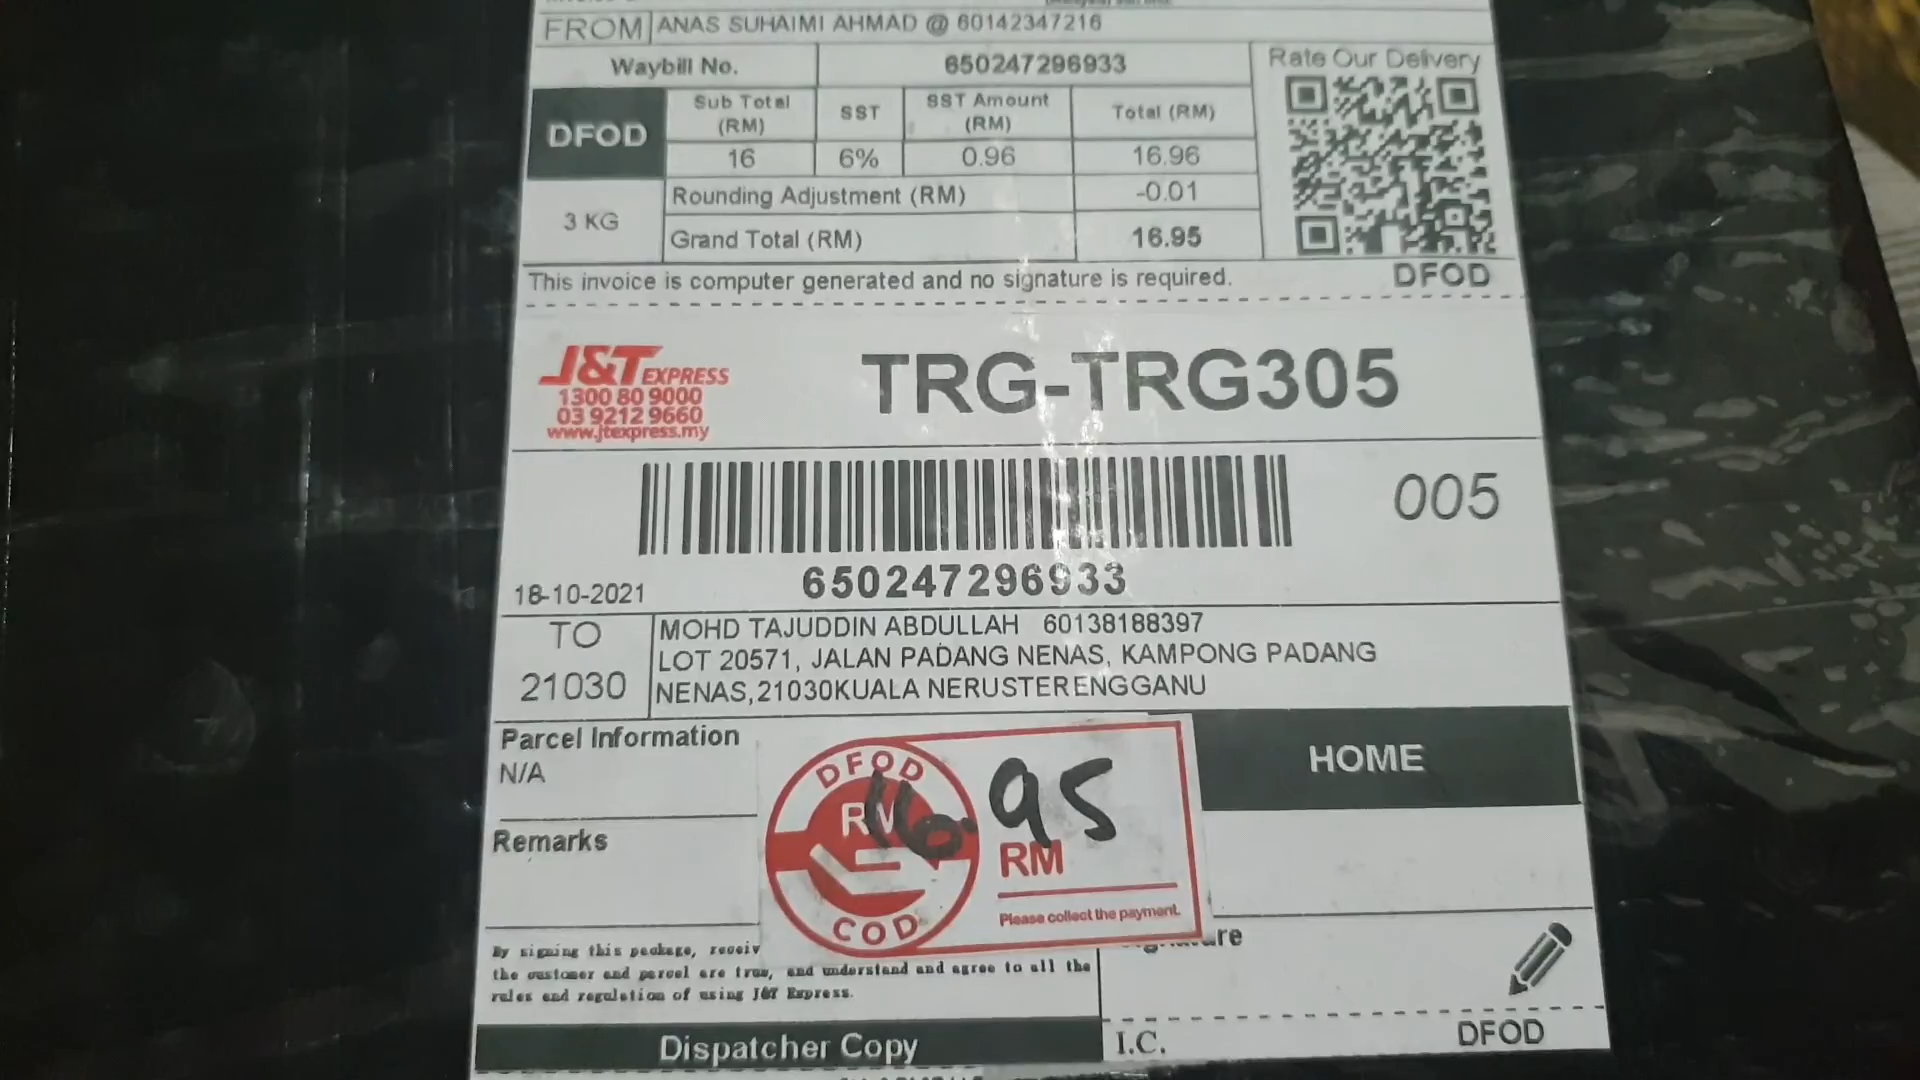 FROM ANAS SUHAIMI AHMAD @ 60142347216
Waybill No. 650247296933
Rate Our Delivery
DFOD
Sub Total (RM) SST SST Amount (RM) Total (RM)
16 6% 0.96 16.96
3 KG
Rounding Adjustment (RM) -0.01
Grand Total (RM) 16.95
This invoice is computer generated and no signature is required.
DFOD
J&T EXPRESS
1300 80 9000
03 9212 9660
www.jtexpress.my
TRG-TRG305
005
650247296933
18-10-2021
TO
21030
MOHD TAJUDDIN ABDULLAH 60138188397
LOT 20571, JALAN PADANG NENAS, KAMPONG PADANG
NENAS,21030KUALA NERUSTERENGGANU
Parcel Information
N/A
HOME
Remarks
DFOD
RM
COD
16.95
RM
Please collect the payment.
By signing this package,
the customer and parcel are true, and understand and agree to all the
rules and regulation of using J&T Express.
Dispatcher Copy
I.C.
DFOD